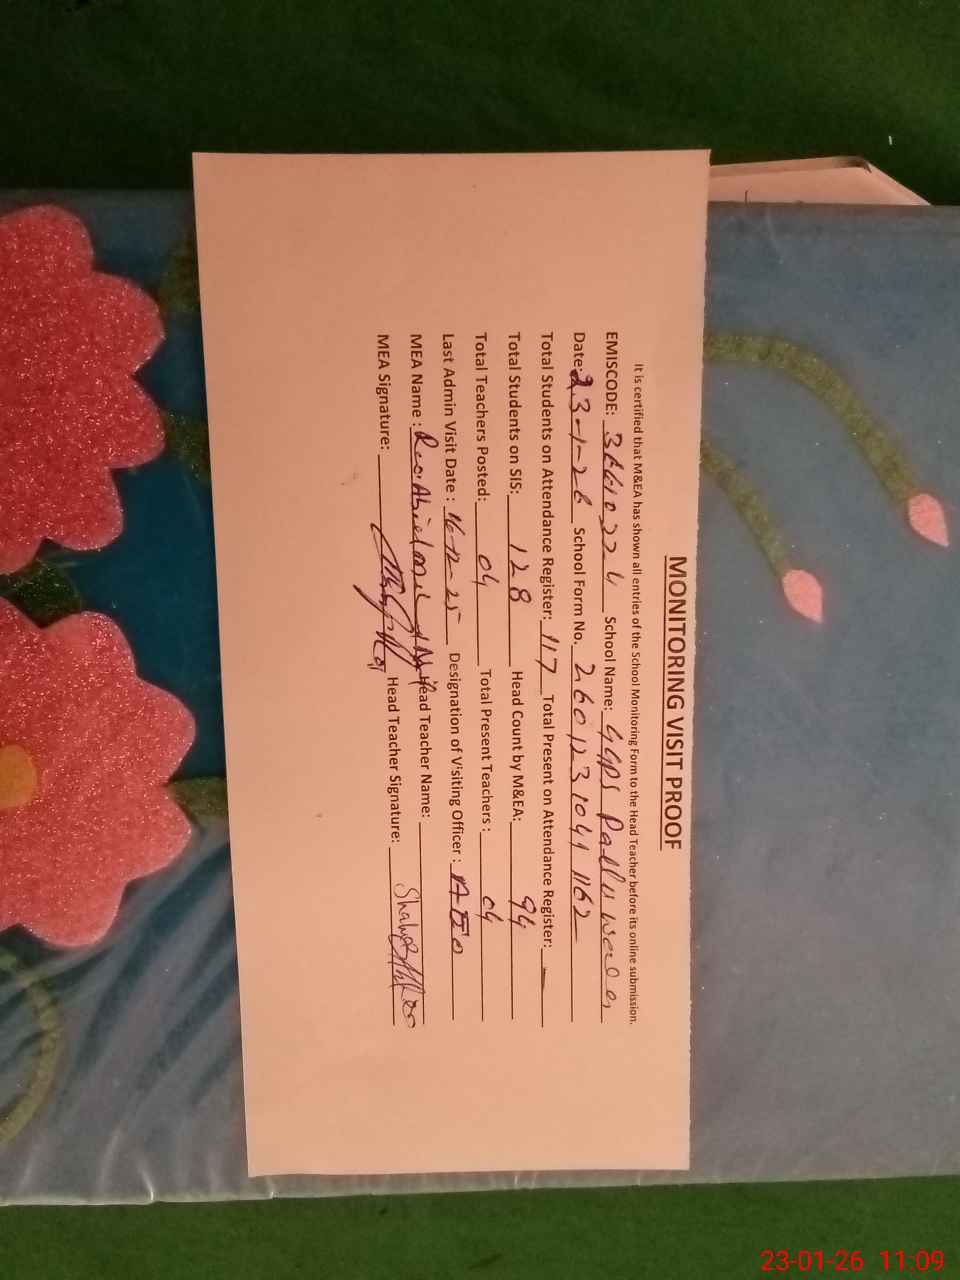 MONITORING VISIT PROOF
It is certified that M&EA has shown all entries of the School Monitoring Form to the Head Teacher before its online submission.
EMISCODE: School Name: GGPS
Date: 23-1-26 School Form No. 2601231041162
Total Students on Attendance Register: 117 Total Present on Attendance Register: –
Total Students on SIS: 128 Head Count by M&EA: 94
Total Teachers Posted: 04 Total Present Teachers: 04
Last Admin Visit Date: 16-12-25 Designation of Visiting Officer: AEO
MEA Name: Head Teacher Name:
MEA Signature: Head Teacher Signature:
23-01-26 11:09